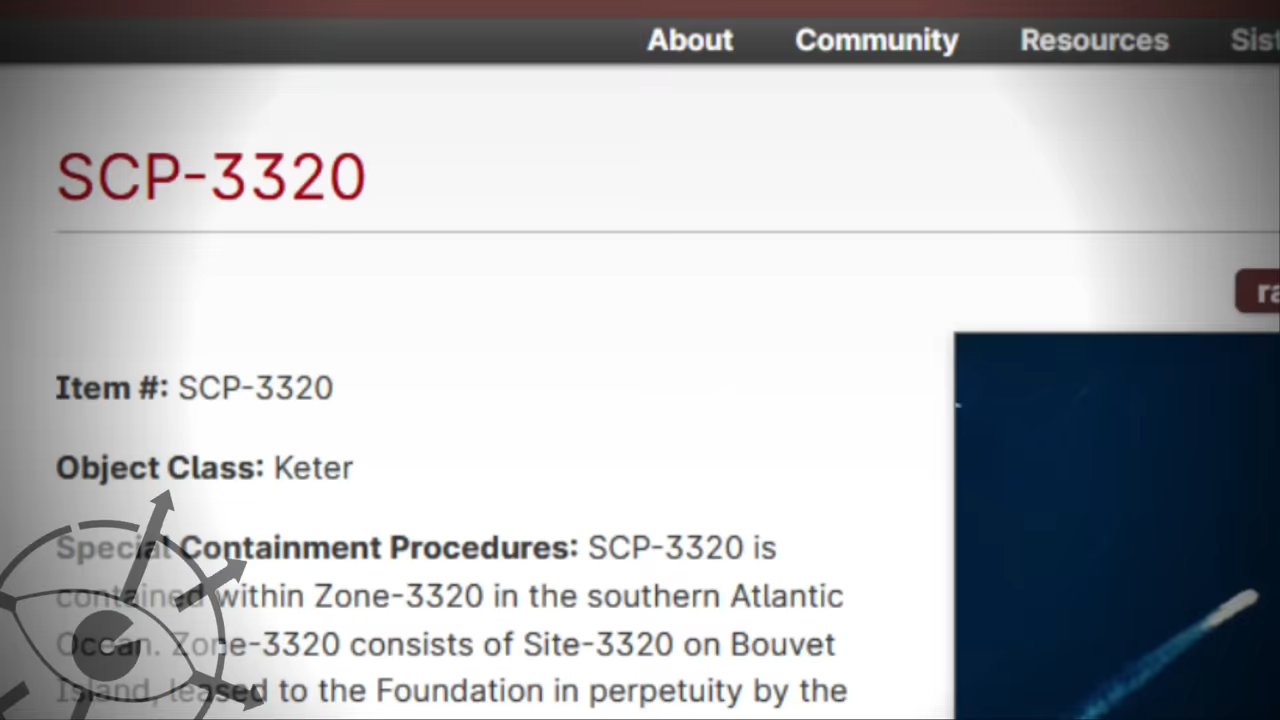 About Community Resources
SCP-3320
Item #: SCP-3320
Object Class: Keter
Special Containment Procedures: SCP-3320 is
contained within Zone-3320 in the southern Atlantic
Ocean. Zone-3320 consists of Site-3320 on Bouvet
Island, leased to the Foundation in perpetuity by the